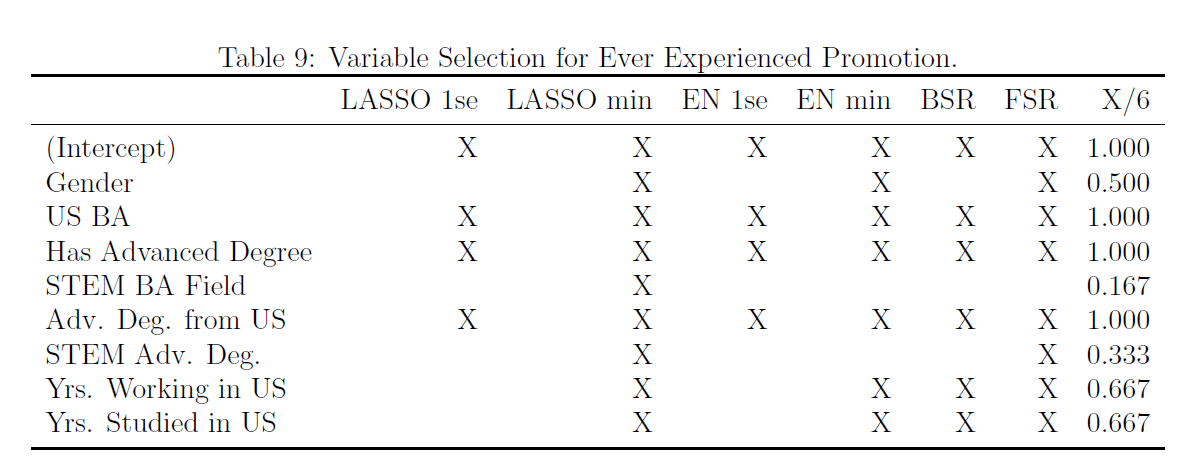 Table 9: Variable Selection for Ever Experienced Promotion.
LASSO 1se LASSO min EN 1se EN min BSR FSR X/6
(Intercept) X X X X X X 1.000
Gender X X X 0.500
US BA X X X X X X 1.000
Has Advanced Degree X X X X X X 1.000
STEM BA Field X 0.167
Adv. Deg. from US X X X X X X 1.000
STEM Adv. Deg. X X 0.333
Yrs. Working in US X X X X 0.667
Yrs. Studied in US X X X X 0.667